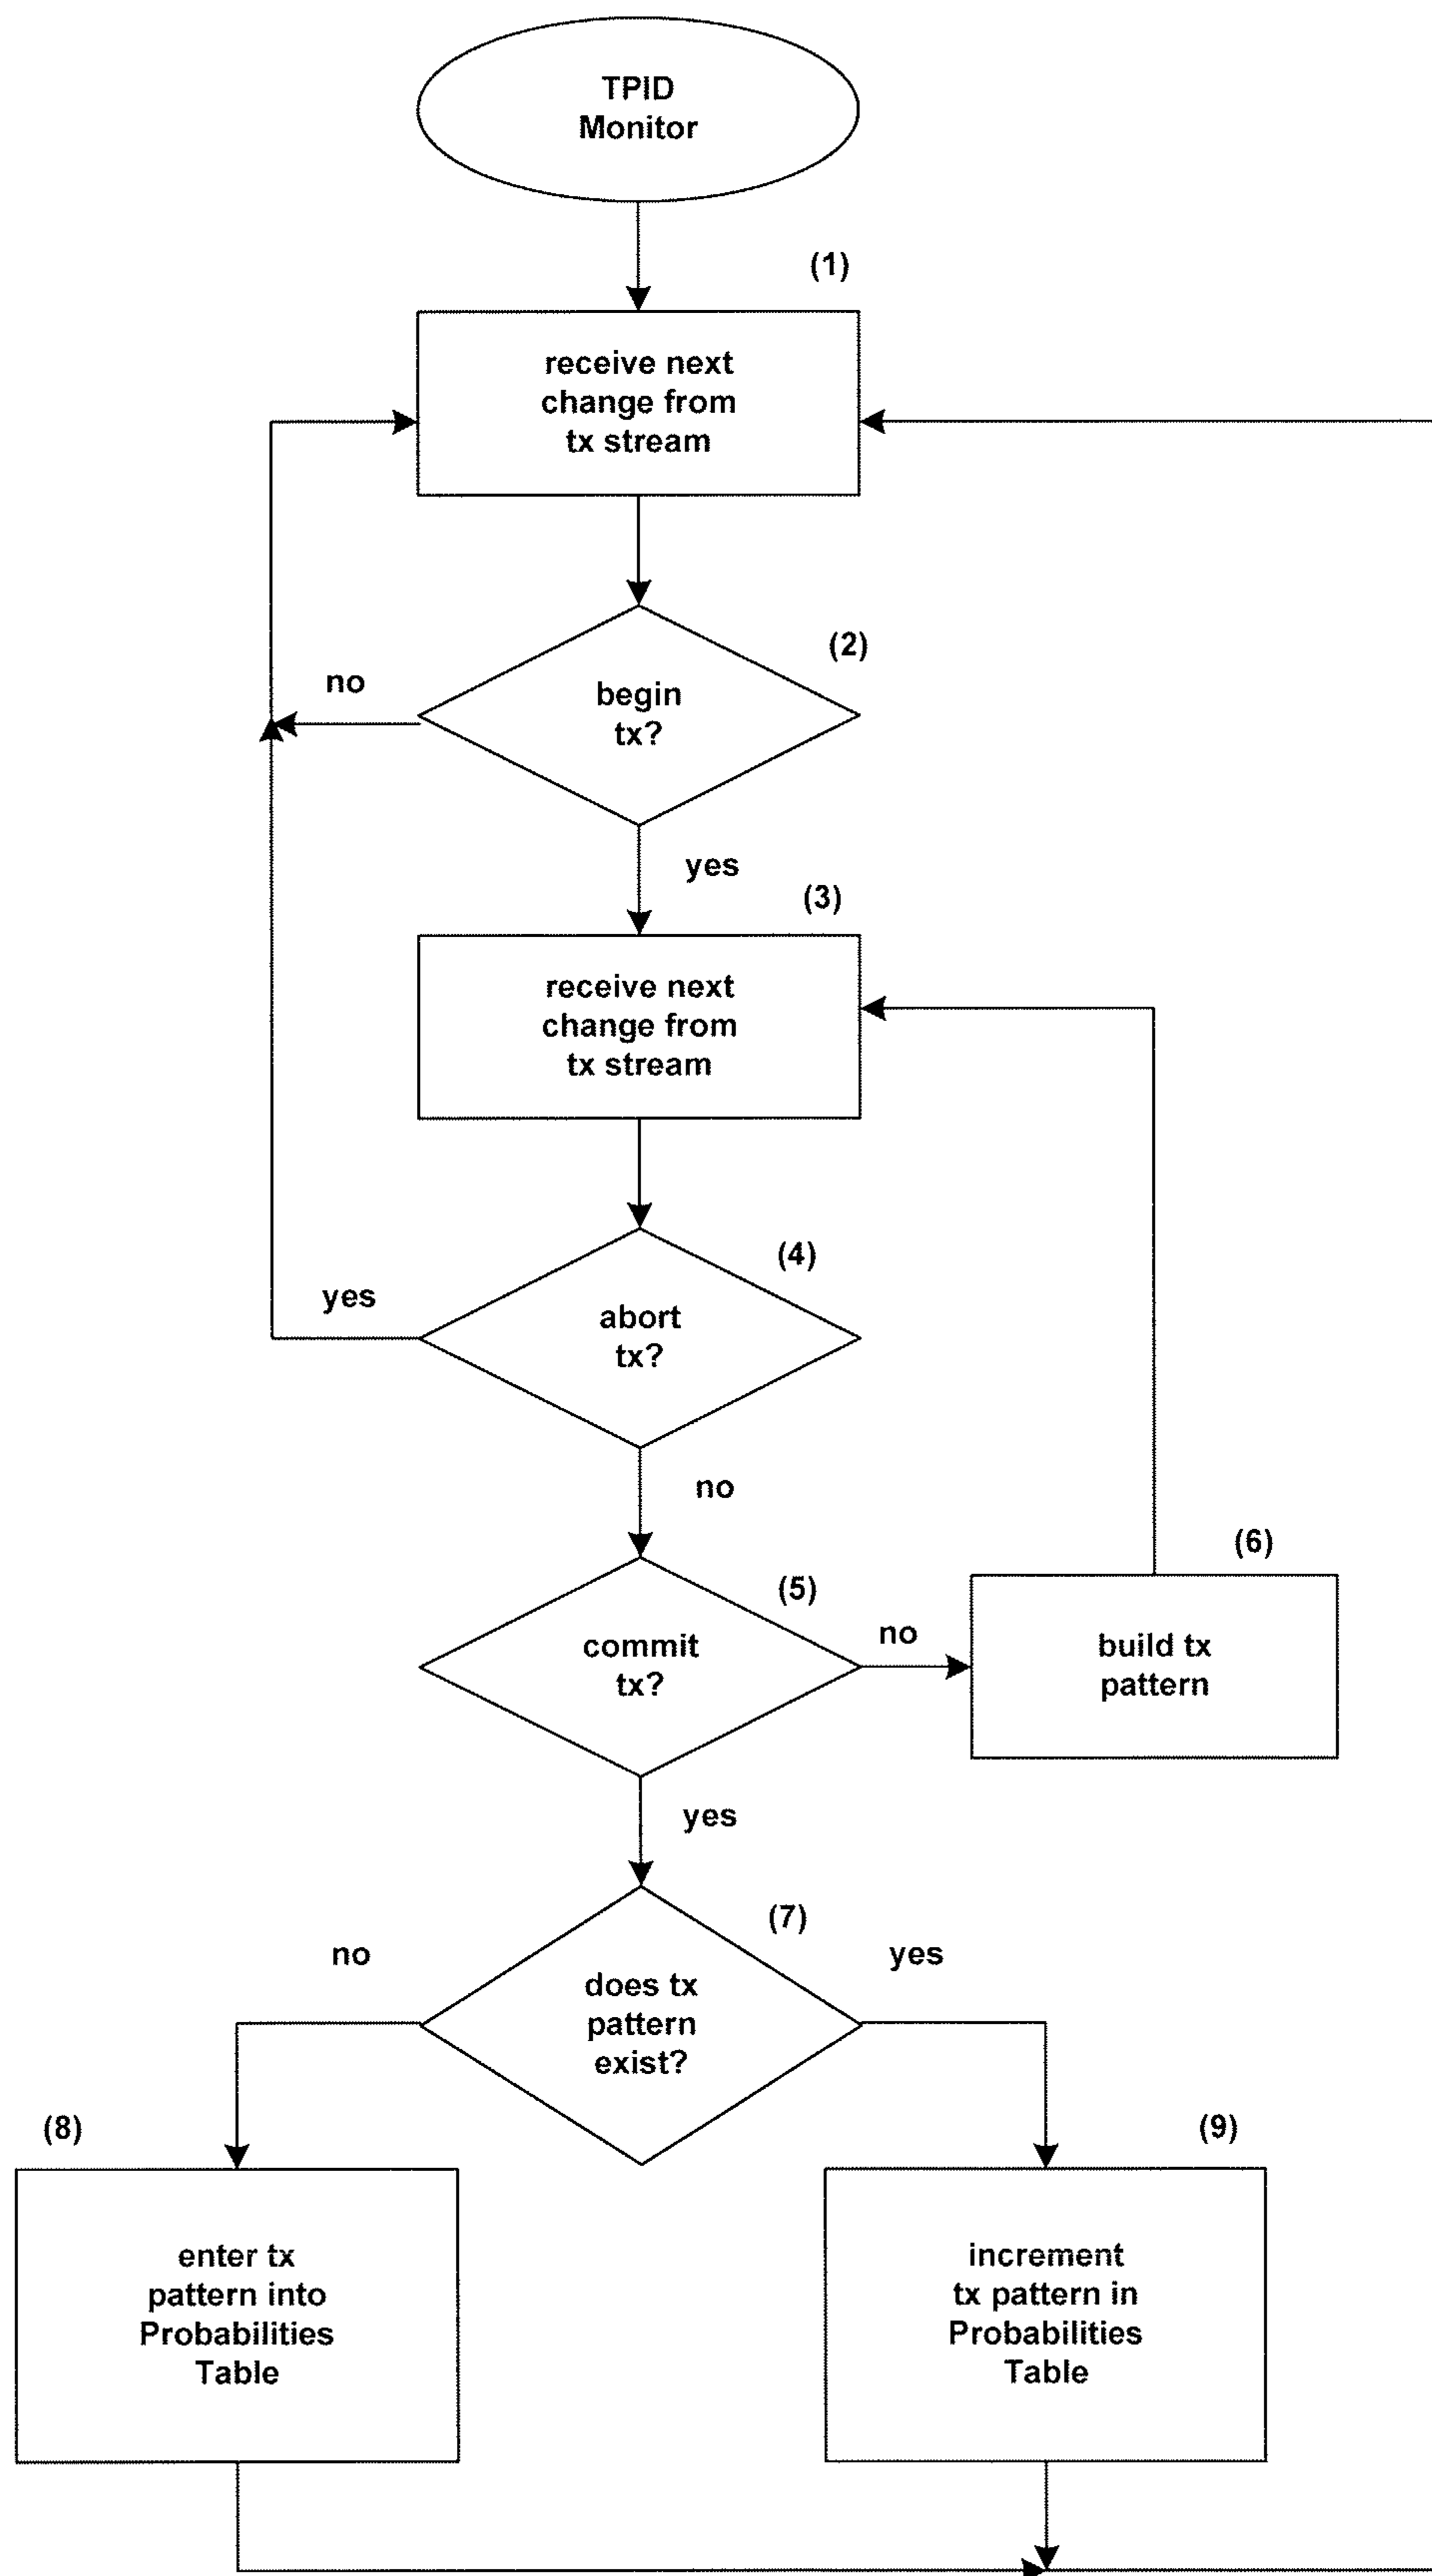 TPID
Monitor
(1)
receive next
change from
tx stream
(2)
no
begin
tx?
yes
(3)
receive next
change from
tx stream
(4)
yes
abort
tx?
no
(6)
(5)
no
commit
tx?
build tx
pattern
yes
(7)
no
yes
does tx
pattern
exist?
(8)
(9)
enter tx
pattern into
Probabilities
Table
increment
tx pattern in
Probabilities
Table